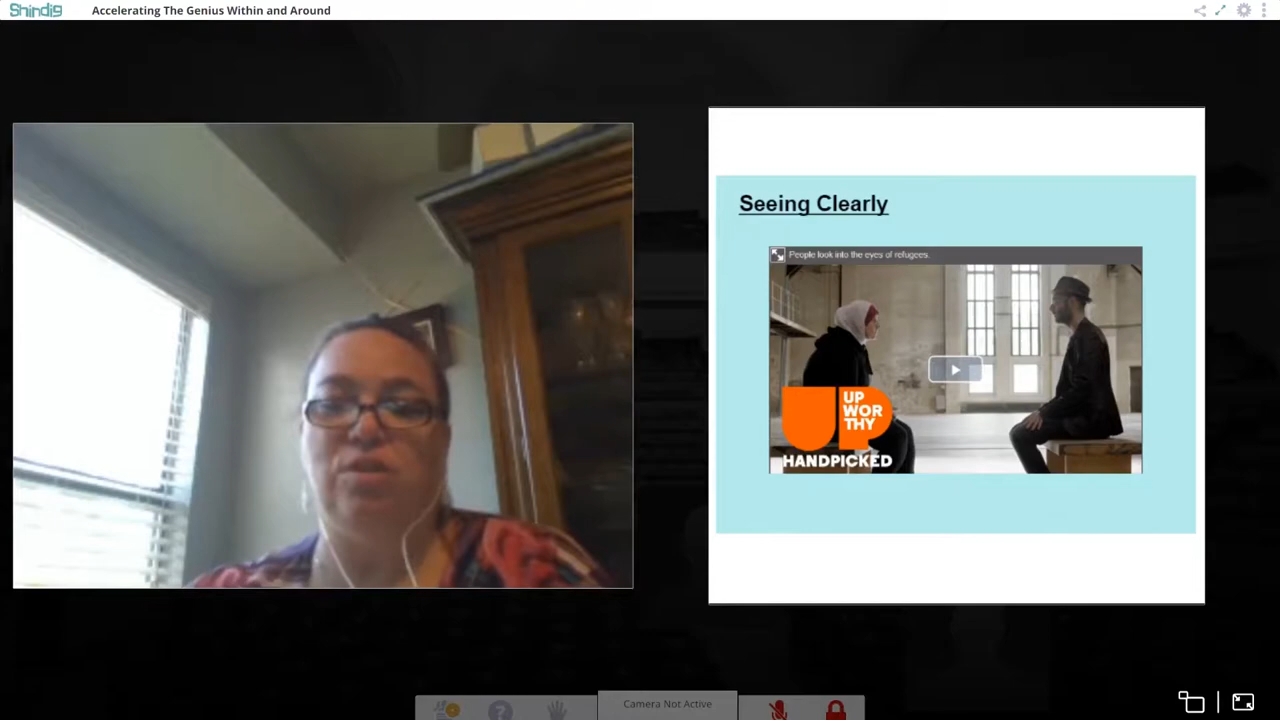 Shindig
Accelerating The Genius Within and Around
Seeing Clearly
People look into the eyes of refugees.
UP
WOR
THY
HANDPICKED
Camera Not Active